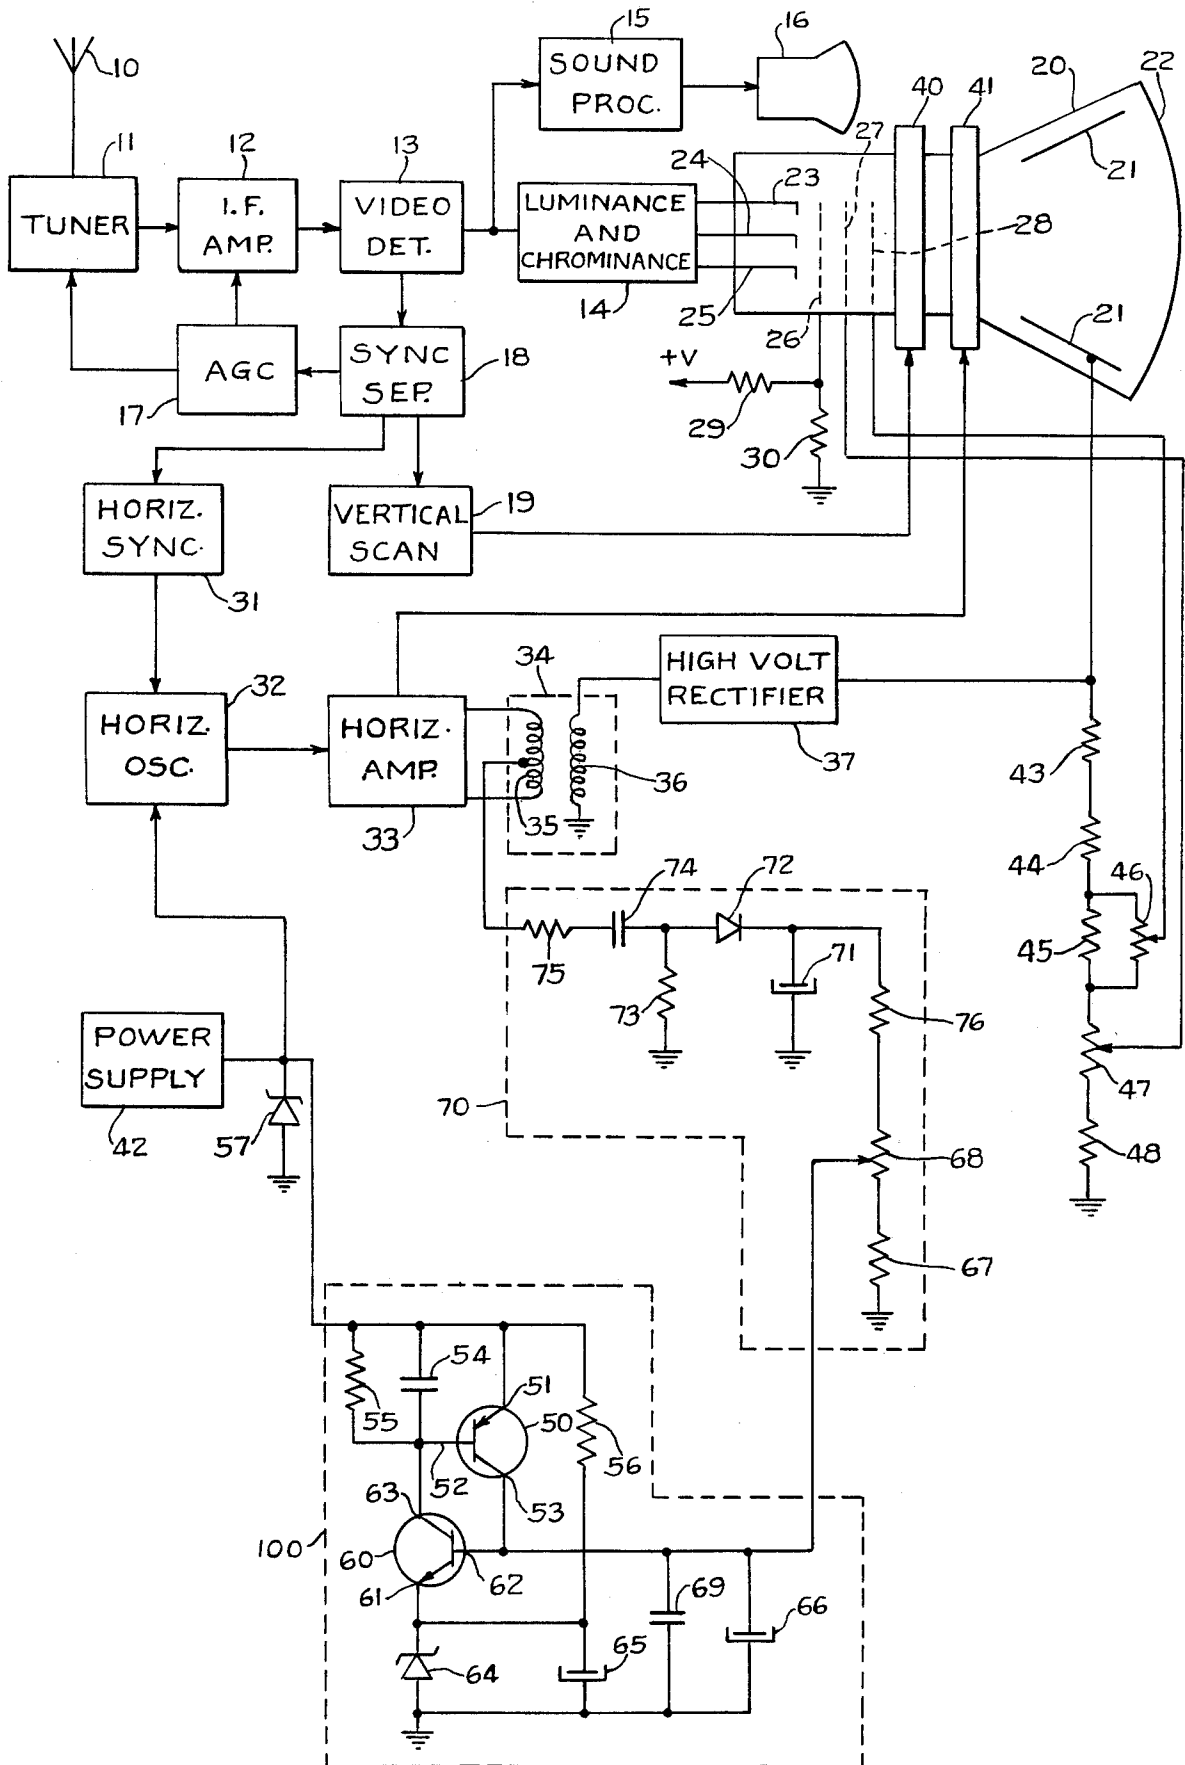 15
16
10
SOUND
PROC.
40
41
20
22
11
12
13
27
24
23
21
TUNER
I.F.
AMP.
VIDEO
DET.
LUMINANCE
AND
CHROMINANCE
28
14
25
26
21
AGC
SYNC
SEP.
18
+V
17
29
30
HORIZ.
SYNC.
VERTICAL
SCAN
19
31
34
HIGH VOLT
RECTIFIER
32
HORIZ.
OSC.
HORIZ.
AMP.
43
36
37
35
33
44
46
74
72
45
75
71
73
76
POWER
SUPPLY
47
70
42
57
68
48
67
54
51
55
50
56
52
53
63
100
60
62
61
69
66
65
64